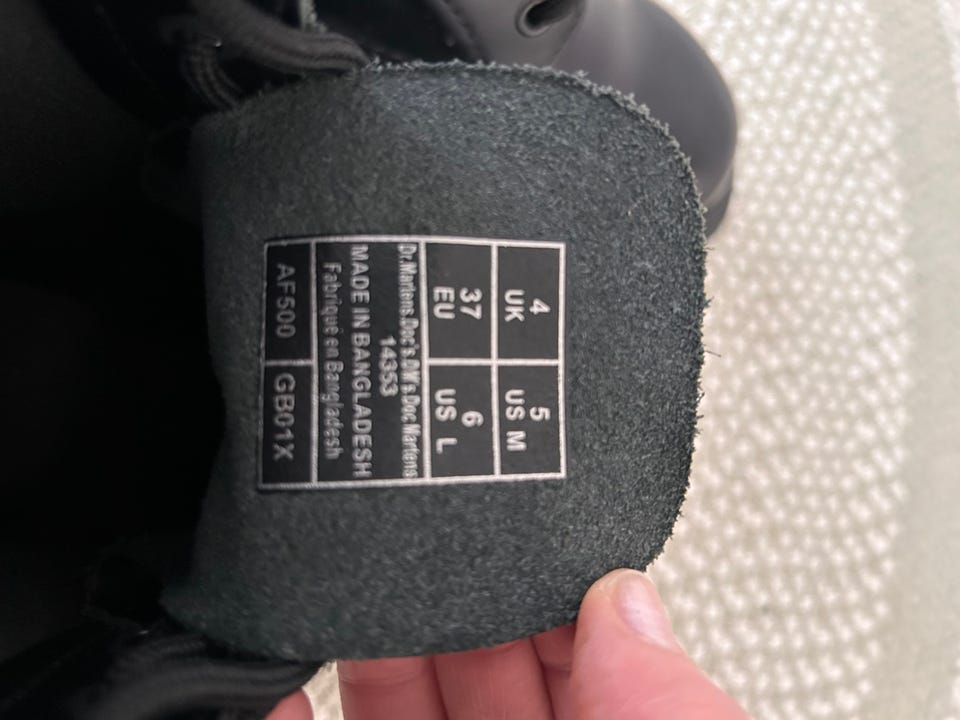 4 5
UK US M
37 6
EU US L
Dr.Martens.Doc's.DM's.Doc Martens
14353
MADE IN BANGLADESH
Fabriqué en Bangladesh
AF500 GB01X